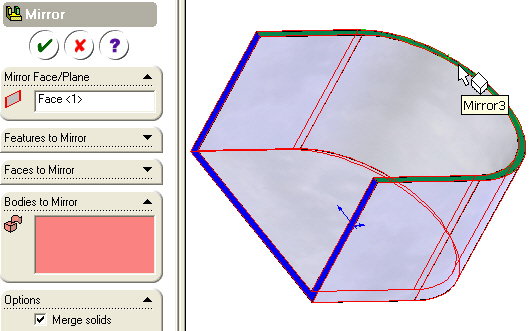 Mirror
?
Mirror Face/Plane
Face <1>
Features to Mirror
Faces to Mirror
Bodies to Mirror
Options
Merge solids
Mirror3